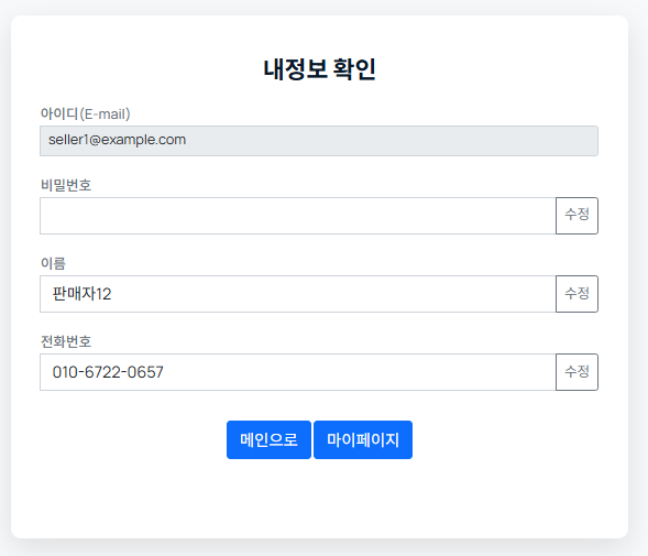 내정보 확인
아이디(E-mail)
seller1@example.com
비밀번호
수정
이름
판매자12
수정
전화번호
010-6722-0657
수정
메인으로 마이페이지